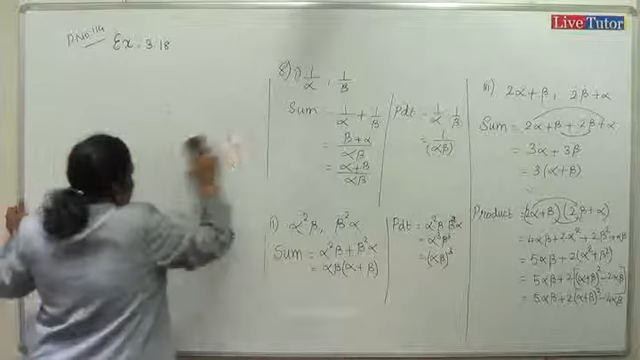 Live Tutor
P.No: 114
Ex - 3.18
8) i) 1/α , 1/β
Sum = 1/α + 1/β
= β+α/αβ
= α+β/αβ
Pdt = 1/α · 1/β
= 1/(αβ)
ii) α²β, β²α
Sum = α²β + β²α
= αβ(α+β)
Pdt = α²β β²α
= α³β³
= (αβ)³
iii) 2α+β, 2β+α
Sum = 2α+β + 2β+α
= 3α + 3β
= 3(α+β)
Product = (2α+β)(2β+α)
= 4αβ + 2α² + 2β² + αβ
= 5αβ + 2(α²+β²)
= 5αβ + 2[(α+β)² - 2αβ]
= 5αβ + 2(α+β)² - 4αβ